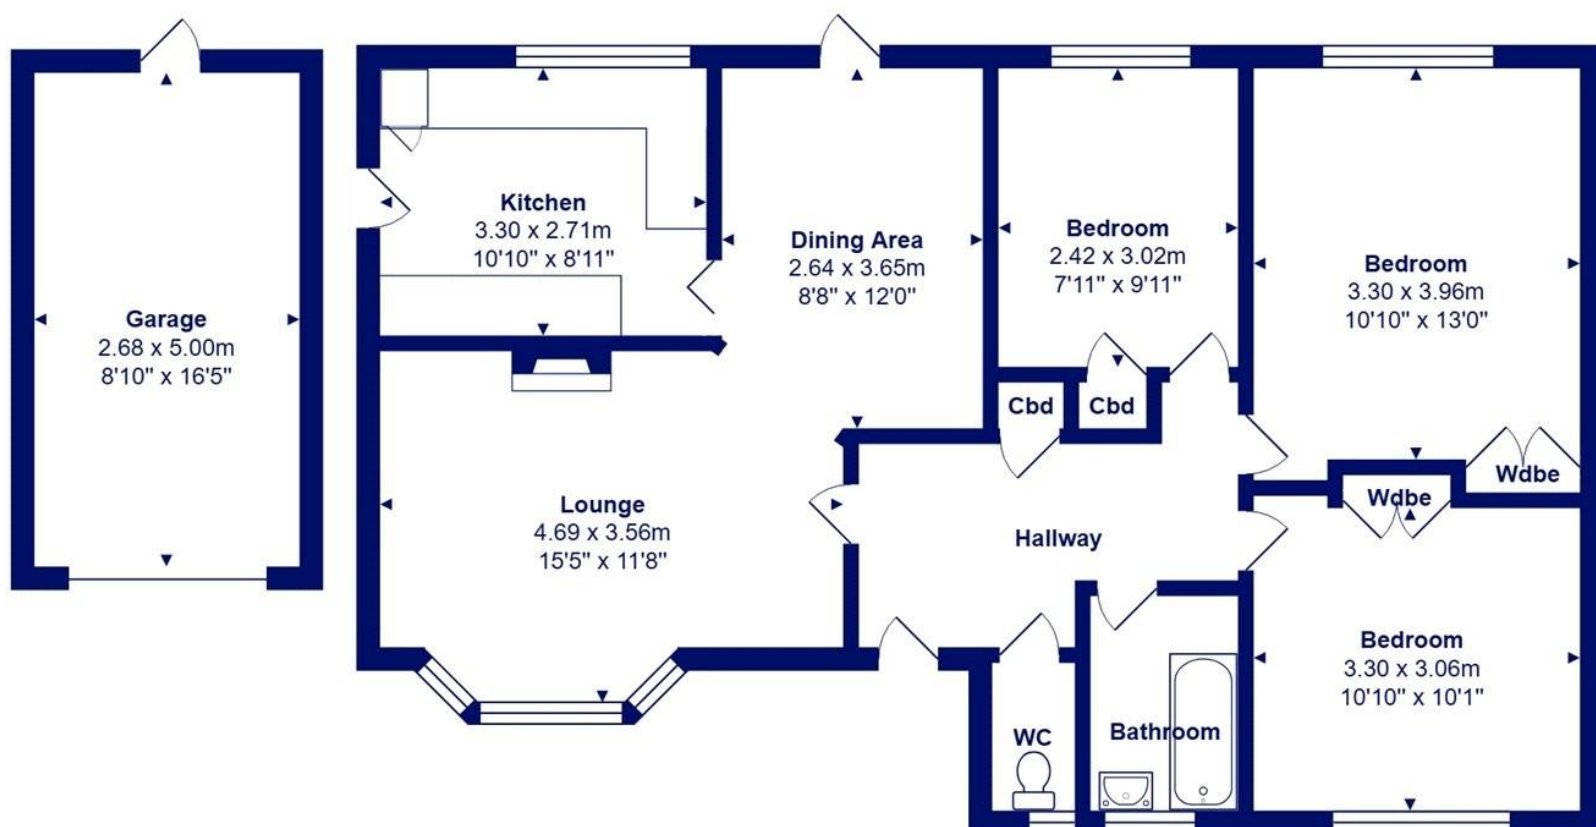 Garage
2.68 x 5.00m
8'10" x 16'5"
Kitchen
3.30 x 2.71m
10'10" x 8'11"
Dining Area
2.64 x 3.65m
8'8" x 12'0"
Bedroom
2.42 x 3.02m
7'11" x 9'11"
Bedroom
3.30 x 3.96m
10'10" x 13'0"
Cbd
Cbd
Wdbe
Wdbe
Lounge
4.69 x 3.56m
15'5" x 11'8"
Hallway
Bedroom
3.30 x 3.06m
10'10" x 10'1"
WC
Bathroom